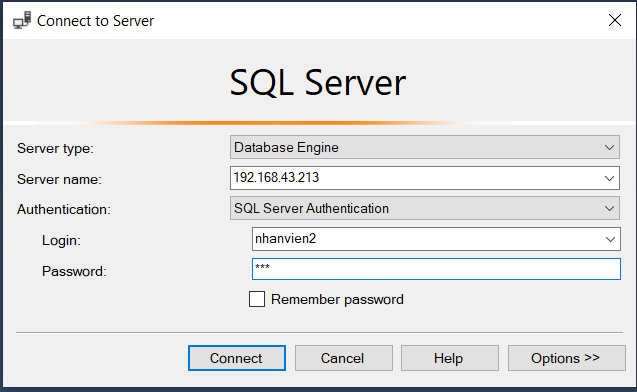 Connect to Server
SQL Server
Server type: Database Engine
Server name: 192.168.43.213
Authentication: SQL Server Authentication
Login: nhanvien2
Password: ***
Remember password
Connect Cancel Help Options >>